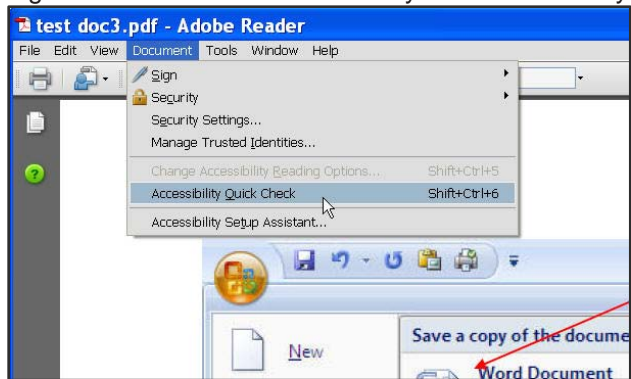 test doc3.pdf - Adobe Reader
File Edit View Document Tools Window Help
Sign
Security
Security Settings...
Manage Trusted Identities...
Change Accessibility Reading Options... Shift+Ctrl+5
Accessibility Quick Check Shift+Ctrl+6
Accessibility Setup Assistant...
New
Save a copy of the docume
Word Document